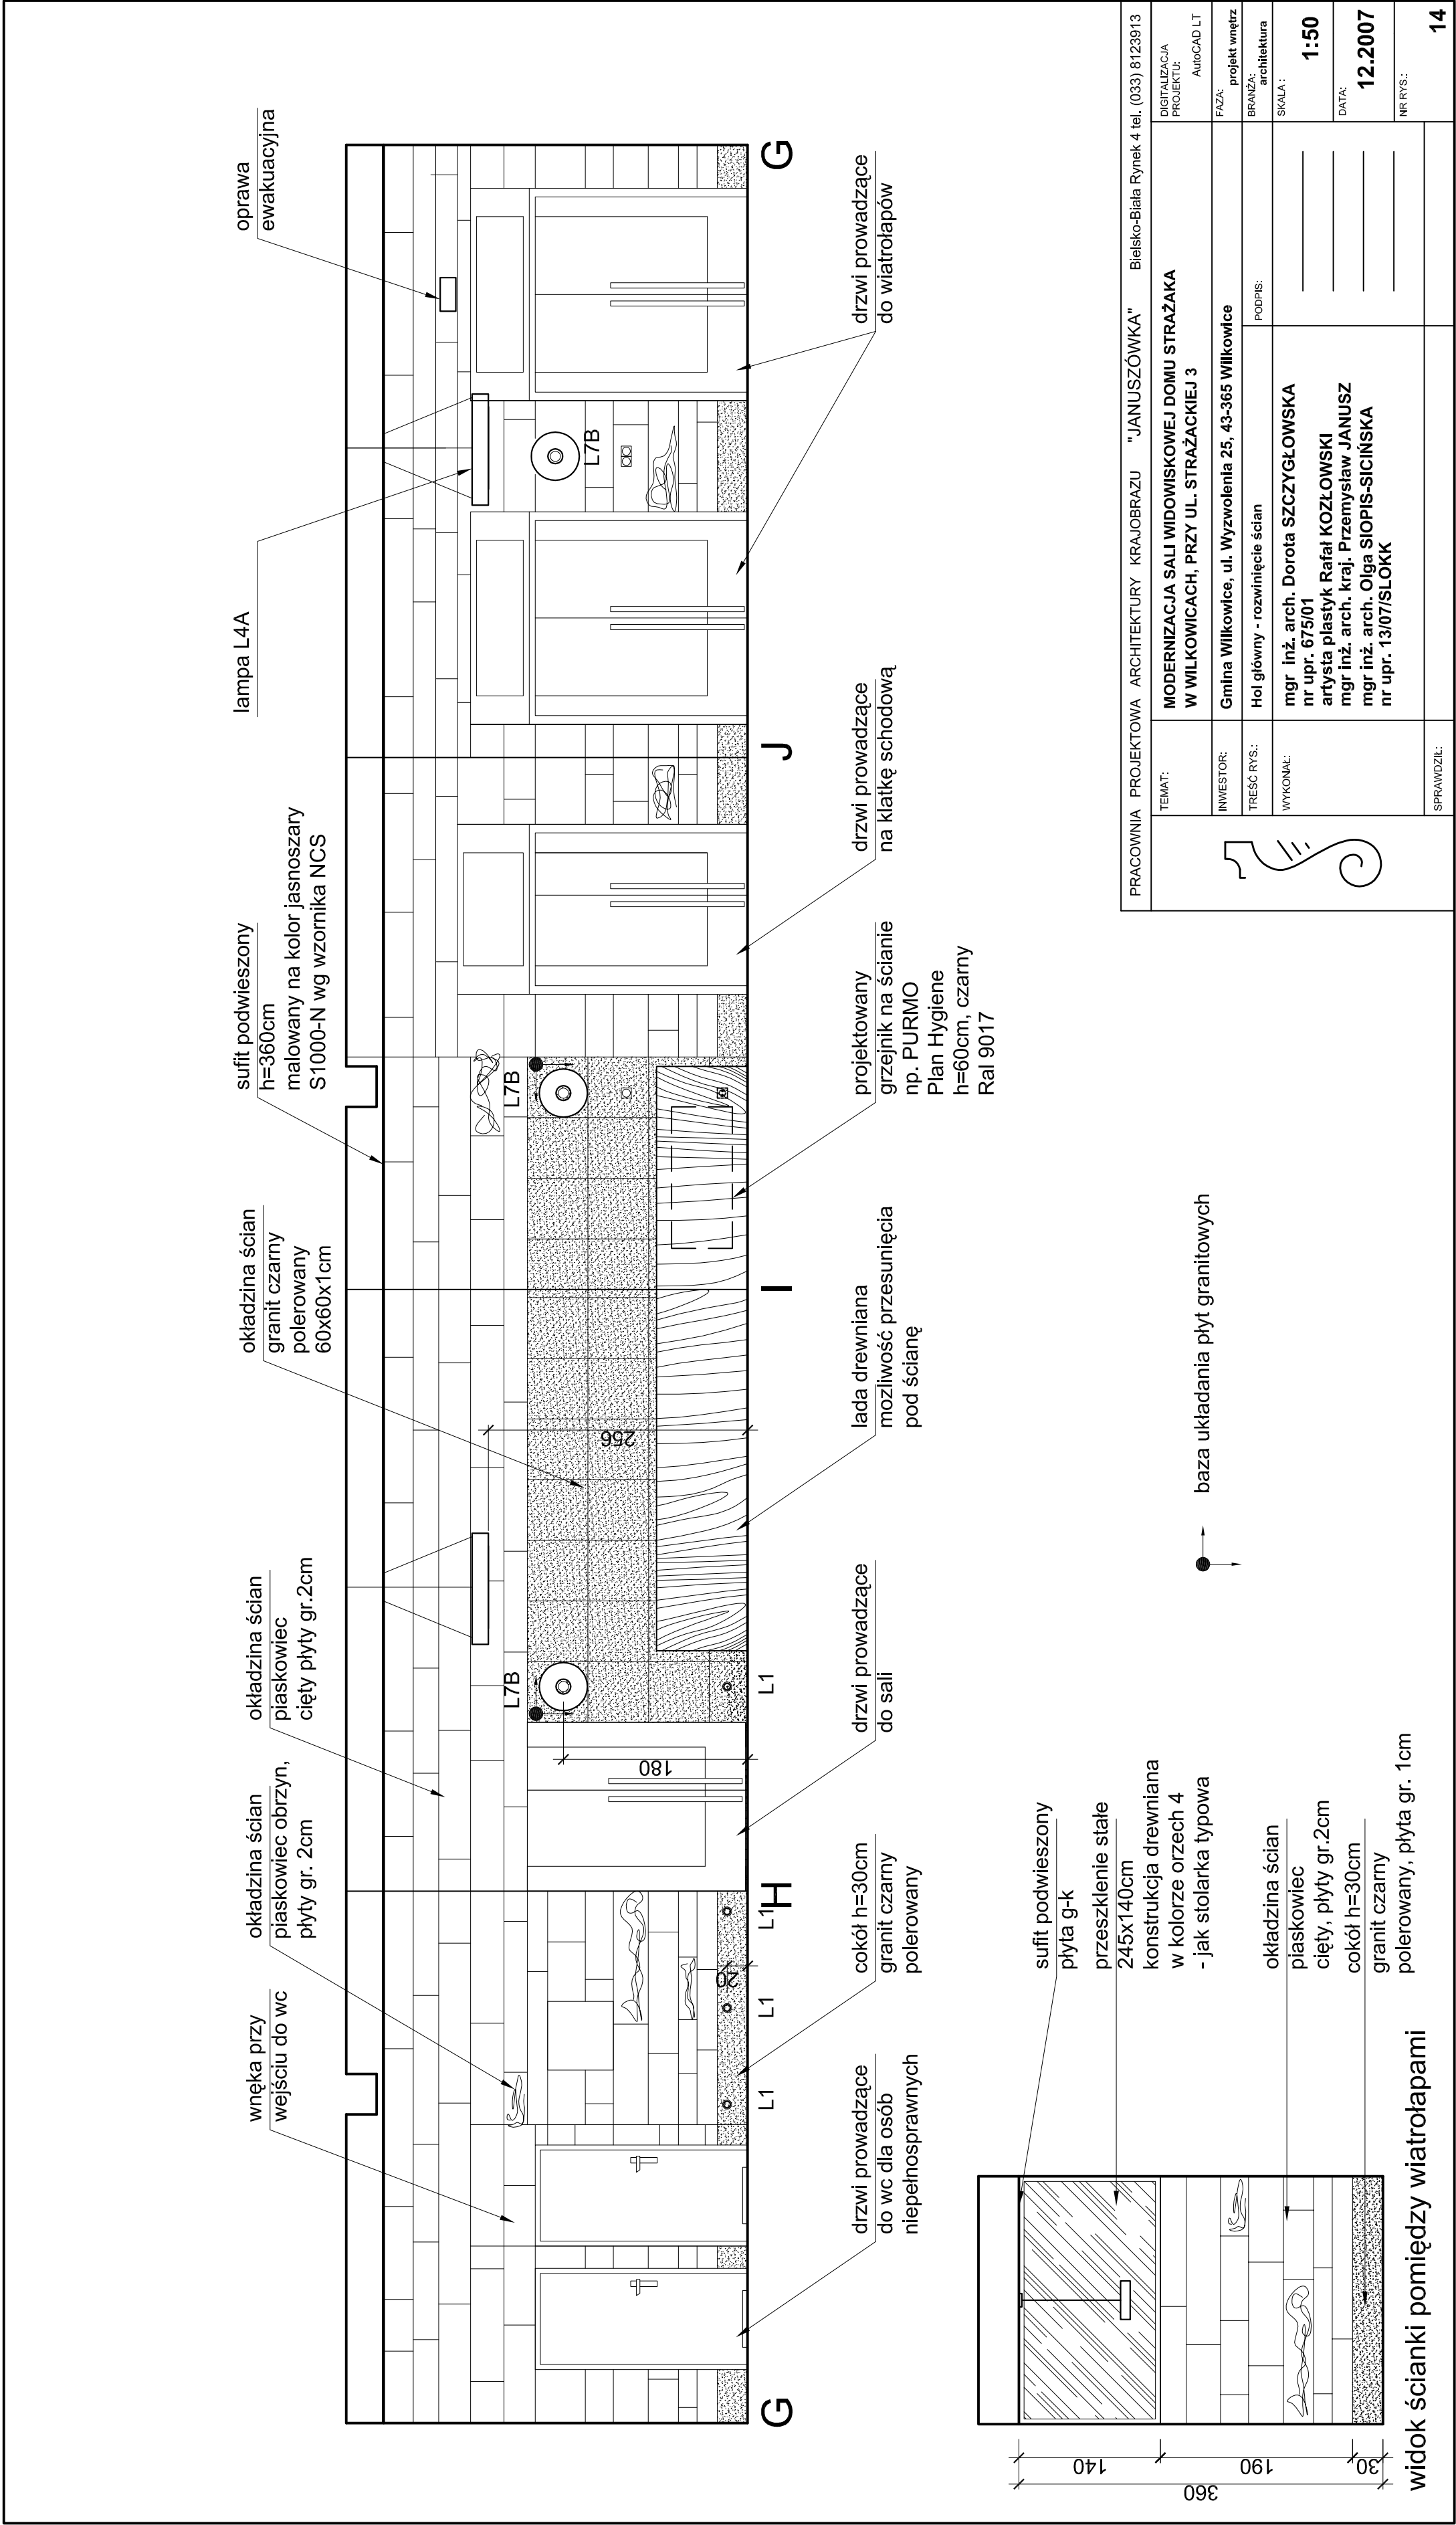 wnęka przy
wejściu do wc
okładzina ścian
piaskowiec obrzyn,
płyty gr. 2cm
okładzina ścian
piaskowiec
cięty płyty gr.2cm
okładzina ścian
granit czarny
polerowany
60x60x1cm
sufit podwieszony
h=360cm
malowany na kolor jasnoszary
S1000-N wg wzornika NCS
lampa L4A
oprawa
ewakuacyjna
L7B
L7B
L7B
256
180
20
L1
L1
L1
L1
G
H
I
J
G
drzwi prowadzące
do wc dla osób
niepełnosprawnych
cokół h=30cm
granit czarny
polerowany
drzwi prowadzące
do sali
lada drewniana
mozliwość przesunięcia
pod ścianę
projektowany
grzejnik na ścianie
np. PURMO
Plan Hygiene
h=60cm, czarny
Ral 9017
drzwi prowadzące
na klatkę schodową
drzwi prowadzące
do wiatrołapów
360
140
190
30
sufit podwieszony
płyta g-k
przeszklenie stałe
245x140cm
konstrukcja drewniana
w kolorze orzech 4
- jak stolarka typowa
okładzina ścian
piaskowiec
cięty, płyty gr.2cm
cokół h=30cm
granit czarny
polerowany, płyta gr. 1cm
widok ścianki pomiędzy wiatrołapami
baza układania płyt granitowych
PRACOWNIA PROJEKTOWA ARCHITEKTURY KRAJOBRAZU "JANUSZÓWKA" Bielsko-Biała Rynek 4 tel. (033) 8123913
TEMAT:
MODERNIZACJA SALI WIDOWISKOWEJ DOMU STRAŻAKA
W WILKOWICACH, PRZY UL. STRAŻACKIEJ 3
DIGITALIZACJA
PROJEKTU:
AutoCAD LT
INWESTOR:
Gmina Wilkowice, ul. Wyzwolenia 25, 43-365 Wilkowice
FAZA:
projekt wnętrz
TREŚĆ RYS.:
Hol główny - rozwinięcie ścian
PODPIS:
BRANŻA:
architektura
WYKONAŁ:
mgr inż. arch. Dorota SZCZYGŁOWSKA
nr upr. 675/01
artysta plastyk Rafał KOZŁOWSKI
mgr inż. arch. kraj. Przemysław JANUSZ
mgr inż. arch. Olga SIOPIS-SICIŃSKA
nr upr. 13/07/SLOKK
SKALA :
1:50
DATA:
12.2007
SPRAWDZIŁ:
NR RYS.:
14